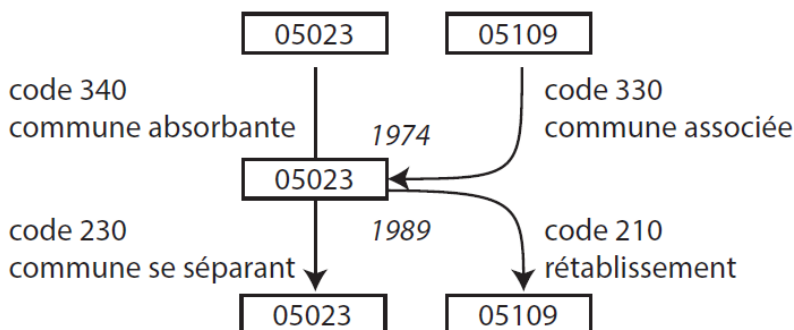 05023
05109
code 340
commune absorbante
1974
code 330
commune associée
05023
code 230
commune se séparant
1989
code 210
rétablissement
05023
05109